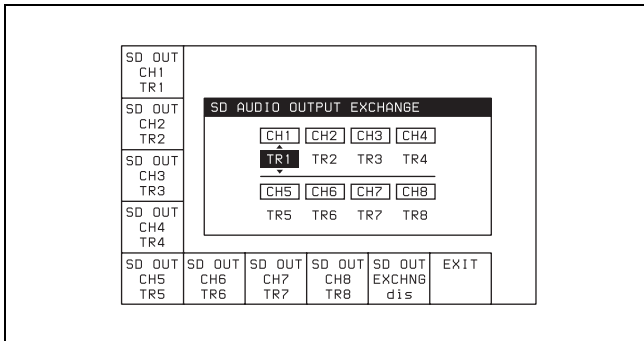 SD OUT
CH1
TR1
SD OUT
CH2
TR2
SD OUT
CH3
TR3
SD OUT
CH4
TR4
SD AUDIO OUTPUT EXCHANGE
CH1 CH2 CH3 CH4
TR1 TR2 TR3 TR4
CH5 CH6 CH7 CH8
TR5 TR6 TR7 TR8
SD OUT SD OUT SD OUT SD OUT SD OUT EXIT
CH5 CH6 CH7 CH8 EXCHNG
TR5 TR6 TR7 TR8 dis